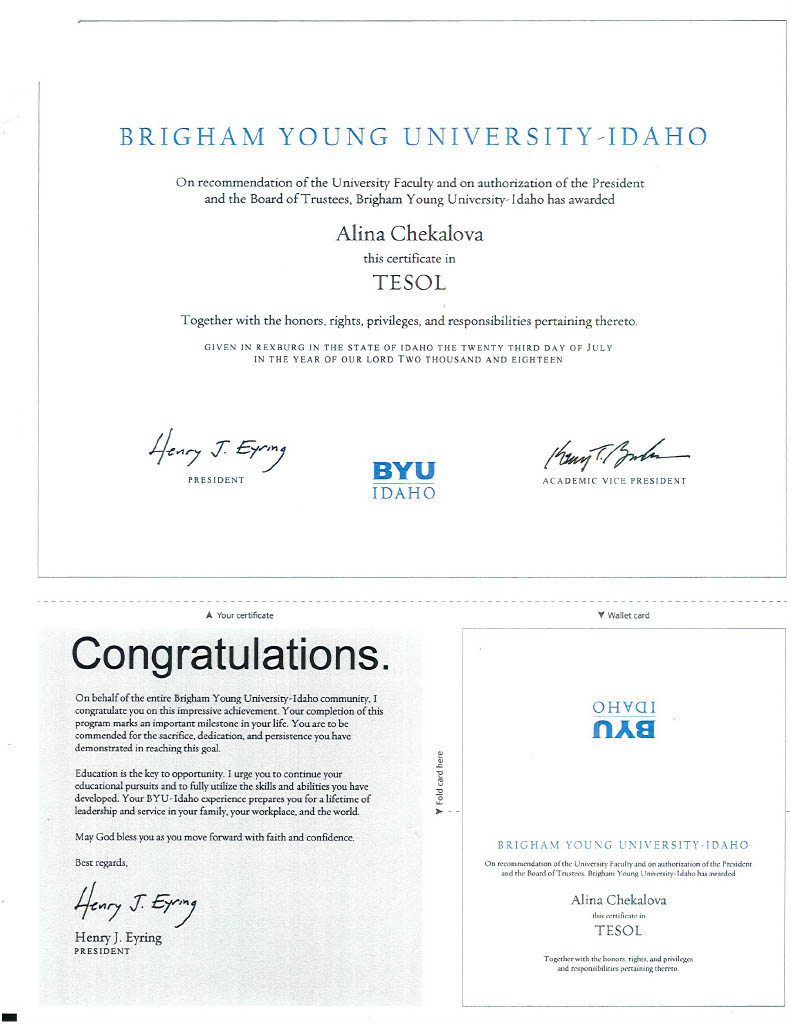 BRIGHAM YOUNG UNIVERSITY-IDAHO
On recommendation of the University Faculty and on authorization of the President
and the Board of Trustees, Brigham Young University-Idaho has awarded
Alina Chekalova
this certificate in
TESOL
Together with the honors, rights, privileges, and responsibilities pertaining thereto.
GIVEN IN REXBURG IN THE STATE OF IDAHO THE TWENTY THIRD DAY OF JULY
IN THE YEAR OF OUR LORD TWO THOUSAND AND EIGHTEEN
Henry J. Eyring
PRESIDENT
BYU
IDAHO
ACADEMIC VICE PRESIDENT
Your certificate
Wallet card
Congratulations.
On behalf of the entire Brigham Young University-Idaho community, I
congratulate you on this impressive achievement. Your completion of this
program marks an important milestone in your life. You are to be
commended for the sacrifice, dedication, and persistence you have
demonstrated in reaching this goal.
Education is the key to opportunity. I urge you to continue your
educational pursuits and to fully utilize the skills and abilities you have
developed. Your BYU-Idaho experience prepares you for a lifetime of
leadership and service in your family, your workplace, and the world.
May God bless you as you move forward with faith and confidence.
Best regards,
Henry J. Eyring
Henry J. Eyring
PRESIDENT
Fold card here
BYU
IDAHO
BRIGHAM YOUNG UNIVERSITY-IDAHO
On recommendation of the University Faculty and on authorization of the President
and the Board of Trustees, Brigham Young University-Idaho has awarded
Alina Chekalova
this certificate in
TESOL
Together with the honors, rights, and privileges
and responsibilities pertaining thereto.